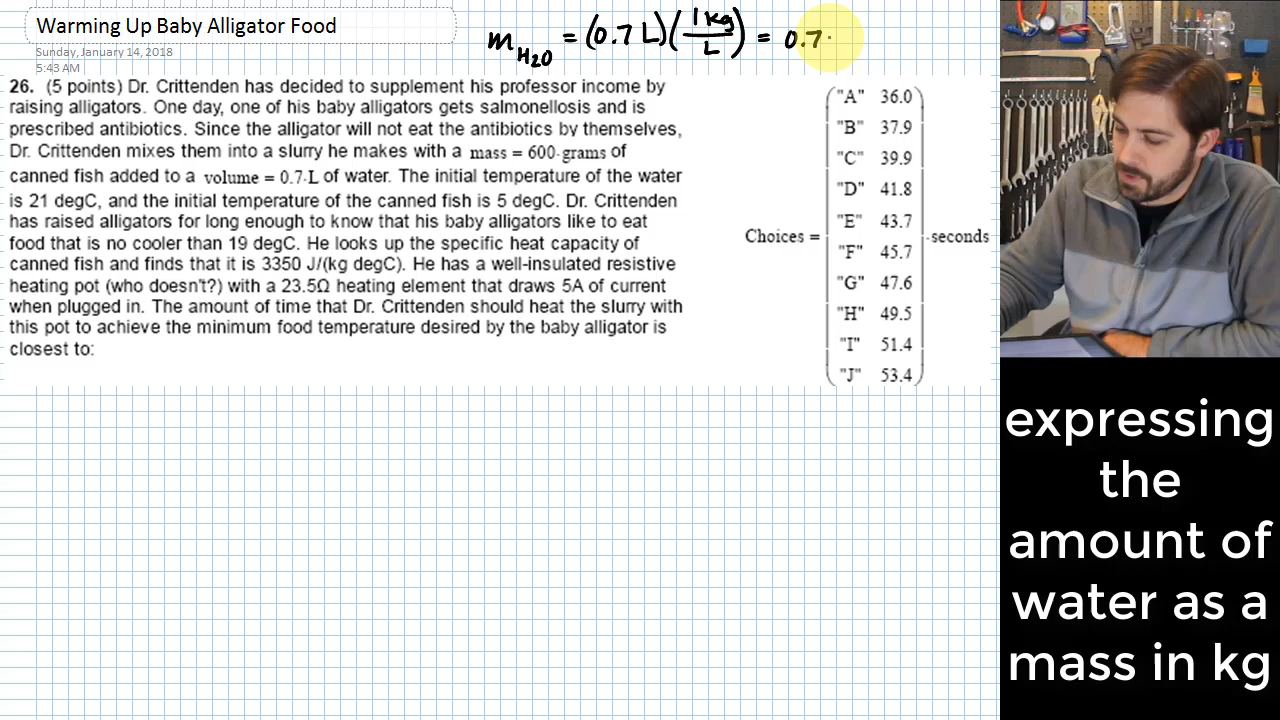 Warming Up Baby Alligator Food
Sunday, January 14, 2018
5:43 AM
m H2O = (0.7 L)(1 kg / L) = 0.7
26. (5 points) Dr. Crittenden has decided to supplement his professor income by
raising alligators. One day, one of his baby alligators gets salmonellosis and is
prescribed antibiotics. Since the alligator will not eat the antibiotics by themselves,
Dr. Crittenden mixes them into a slurry he makes with a mass = 600·grams of
canned fish added to a volume = 0.7·L of water. The initial temperature of the water
is 21 degC, and the initial temperature of the canned fish is 5 degC. Dr. Crittenden
has raised alligators for long enough to know that his baby alligators like to eat
food that is no cooler than 19 degC. He looks up the specific heat capacity of
canned fish and finds that it is 3350 J/(kg degC). He has a well-insulated resistive
heating pot (who doesn't?) with a 23.5Ω heating element that draws 5A of current
when plugged in. The amount of time that Dr. Crittenden should heat the slurry with
this pot to achieve the minimum food temperature desired by the baby alligator is
closest to:
"A" 36.0
"B" 37.9
"C" 39.9
"D" 41.8
"E" 43.7
Choices = ·seconds
"F" 45.7
"G" 47.6
"H" 49.5
"I" 51.4
"J" 53.4
expressing
the
amount of
water as a
mass in kg